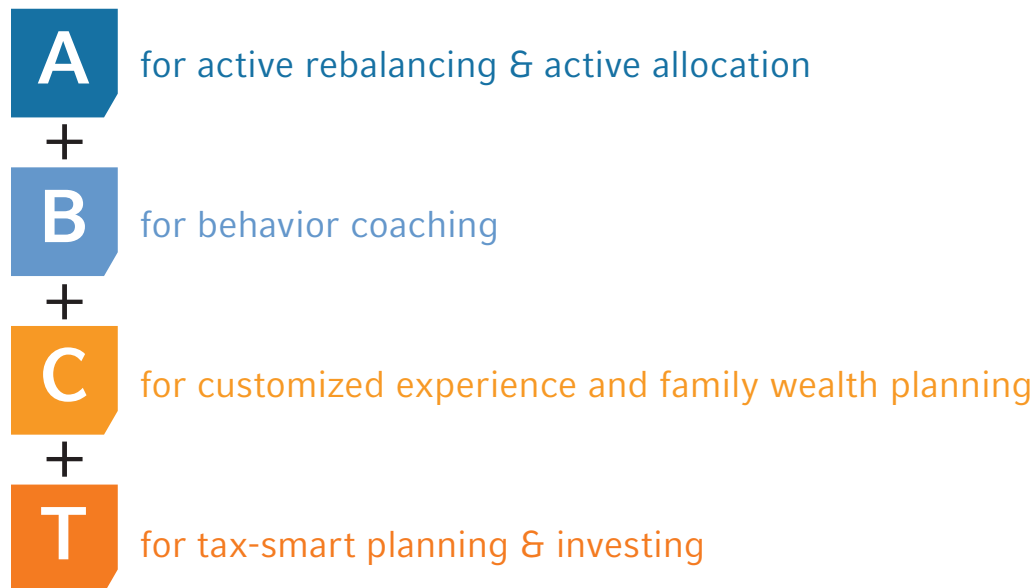 A for active rebalancing & active allocation
+
B for behavior coaching
+
C for customized experience and family wealth planning
+
T for tax-smart planning & investing